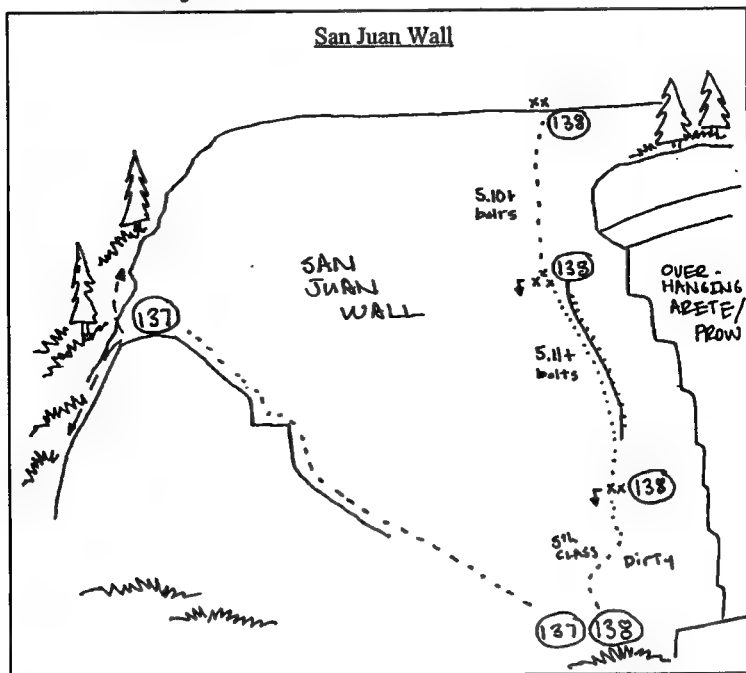 San Juan Wall
xx
138
5.10+
bolts
SAN
JUAN
WALL
138
xx
OVER-
HANGING
ARETE/
PROW
137
5.11+
bolts
xx
138
5TH
CLASS
DIRTY
137
138